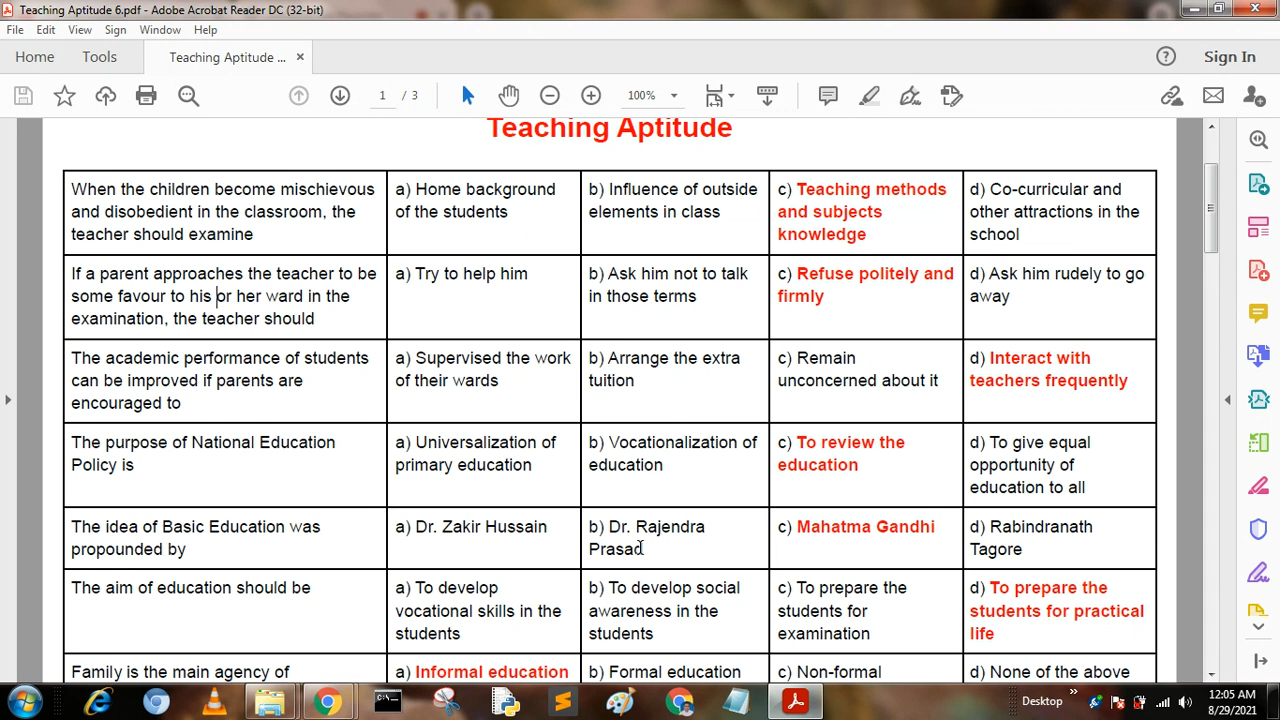 Teaching Aptitude 6.pdf - Adobe Acrobat Reader DC (32-bit)
File Edit View Sign Window Help
Home Tools Teaching Aptitude ... × Sign In
1 / 3 100%
Teaching Aptitude
When the children become mischievous
and disobedient in the classroom, the
teacher should examine
a) Home background
of the students
b) Influence of outside
elements in class
c) Teaching methods
and subjects
knowledge
d) Co-curricular and
other attractions in the
school
If a parent approaches the teacher to be
some favour to his or her ward in the
examination, the teacher should
a) Try to help him
b) Ask him not to talk
in those terms
c) Refuse politely and
firmly
d) Ask him rudely to go
away
The academic performance of students
can be improved if parents are
encouraged to
a) Supervised the work
of their wards
b) Arrange the extra
tuition
c) Remain
unconcerned about it
d) Interact with
teachers frequently
The purpose of National Education
Policy is
a) Universalization of
primary education
b) Vocationalization of
education
c) To review the
education
d) To give equal
opportunity of
education to all
The idea of Basic Education was
propounded by
a) Dr. Zakir Hussain
b) Dr. Rajendra
Prasad
c) Mahatma Gandhi
d) Rabindranath
Tagore
The aim of education should be
a) To develop
vocational skills in the
students
b) To develop social
awareness in the
students
c) To prepare the
students for
examination
d) To prepare the
students for practical
life
Family is the main agency of
a) Informal education
b) Formal education
c) Non-formal
d) None of the above
Desktop
12:05 AM
8/29/2021